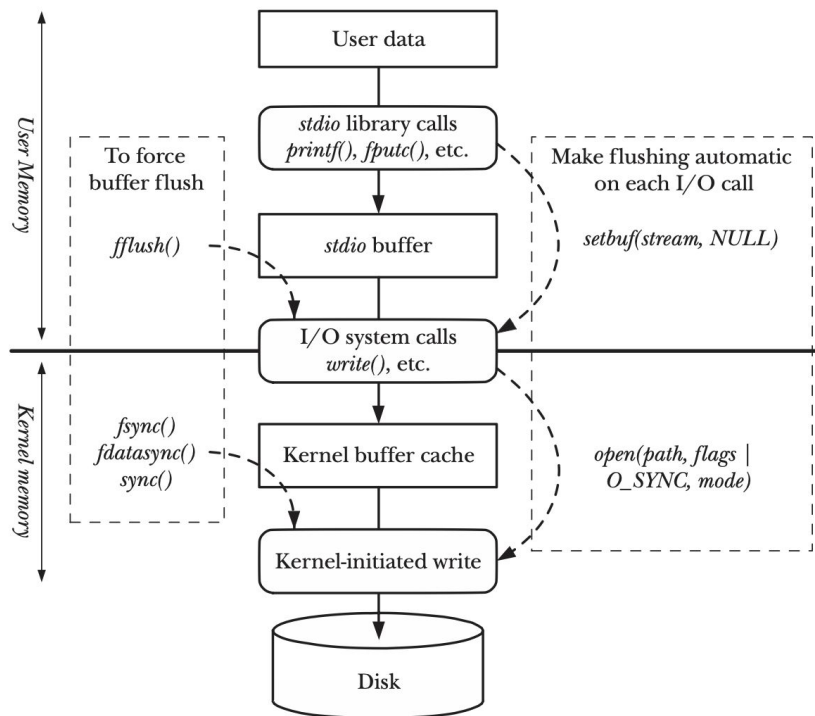 User data
User Memory
stdio library calls
printf(), fputc(), etc.
To force
buffer flush
Make flushing automatic
on each I/O call
fflush()
stdio buffer
setbuf(stream, NULL)
I/O system calls
write(), etc.
Kernel memory
fsync()
fdatasync()
sync()
Kernel buffer cache
open(path, flags |
O_SYNC, mode)
Kernel-initiated write
Disk